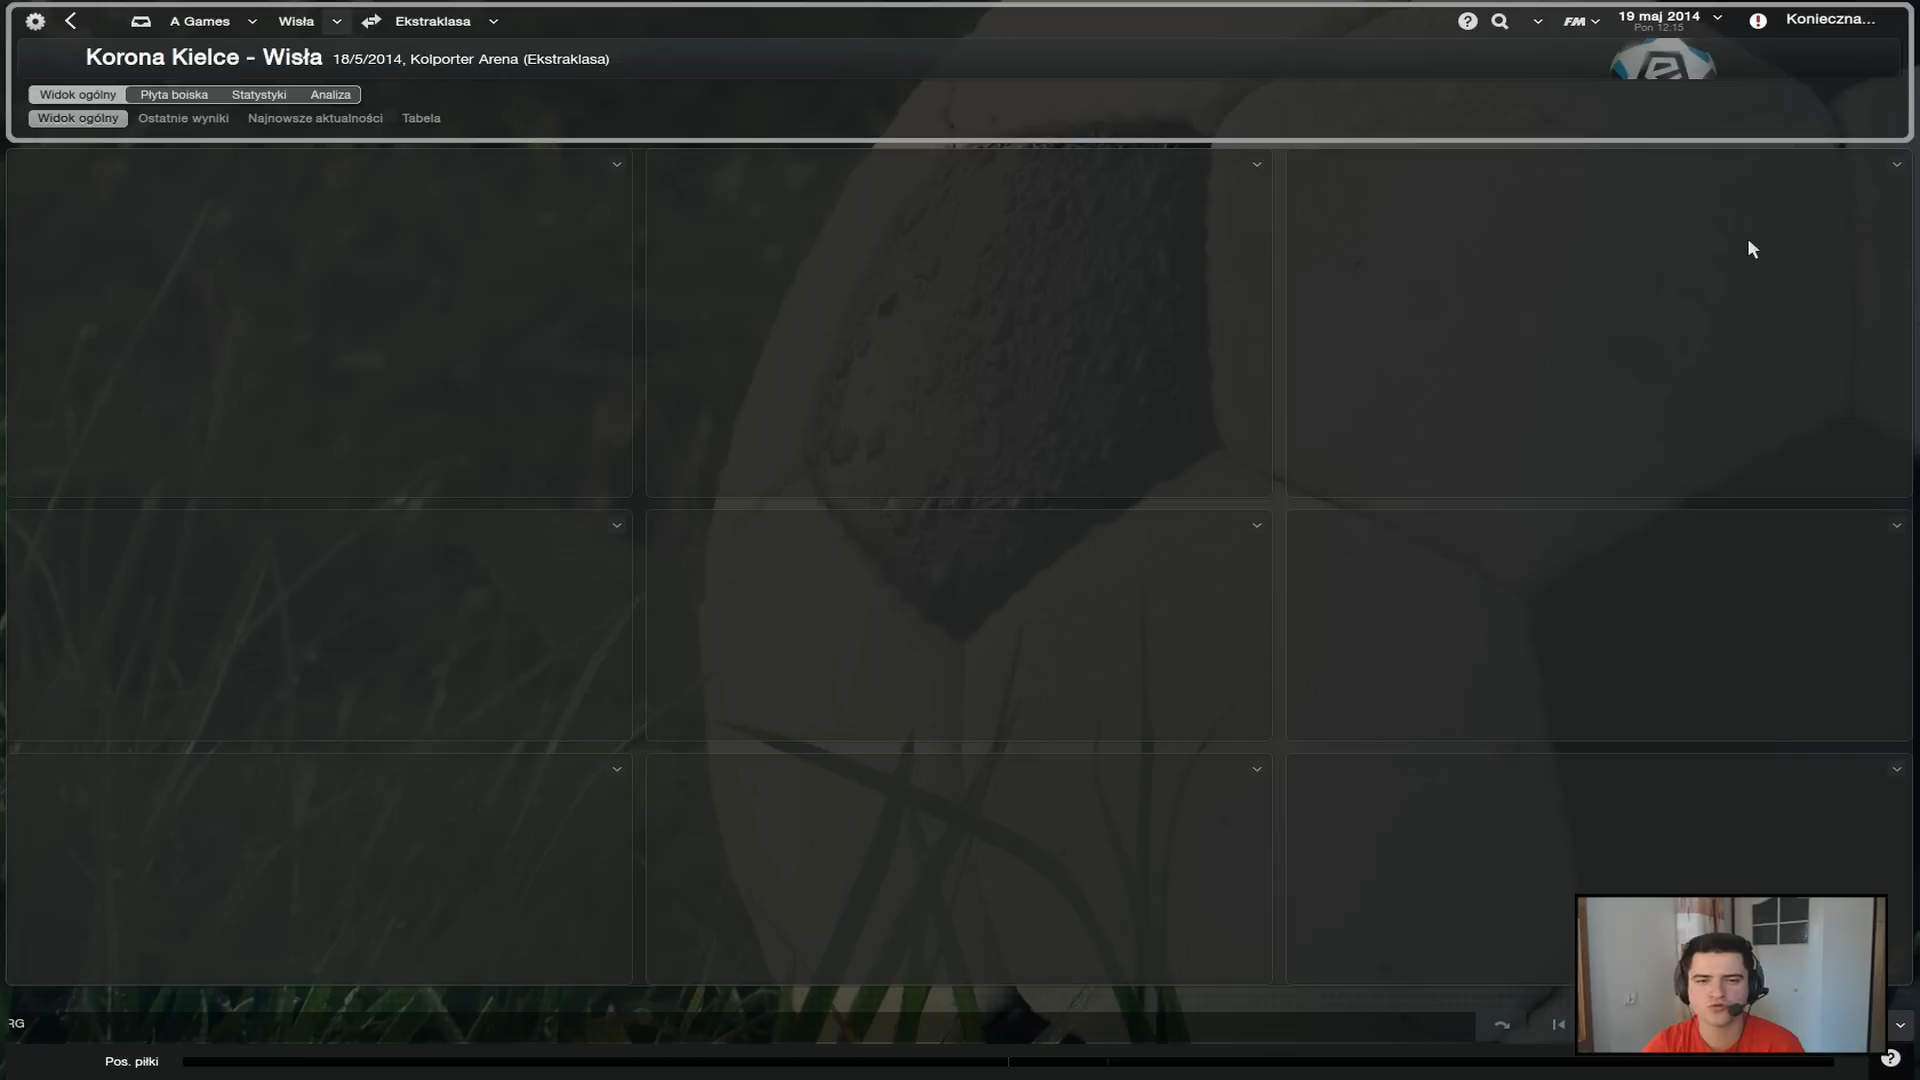 A Games Wisła Ekstraklasa FM 19 maj 2014 Konieczna...
Pon 12:15
Korona Kielce - Wisła 18/5/2014, Kolporter Arena (Ekstraklasa)
Widok ogólny Płyta boiska Statystyki Analiza
Widok ogólny Ostatnie wyniki Najnowsze aktualności Tabela
RG
Pos. piłki